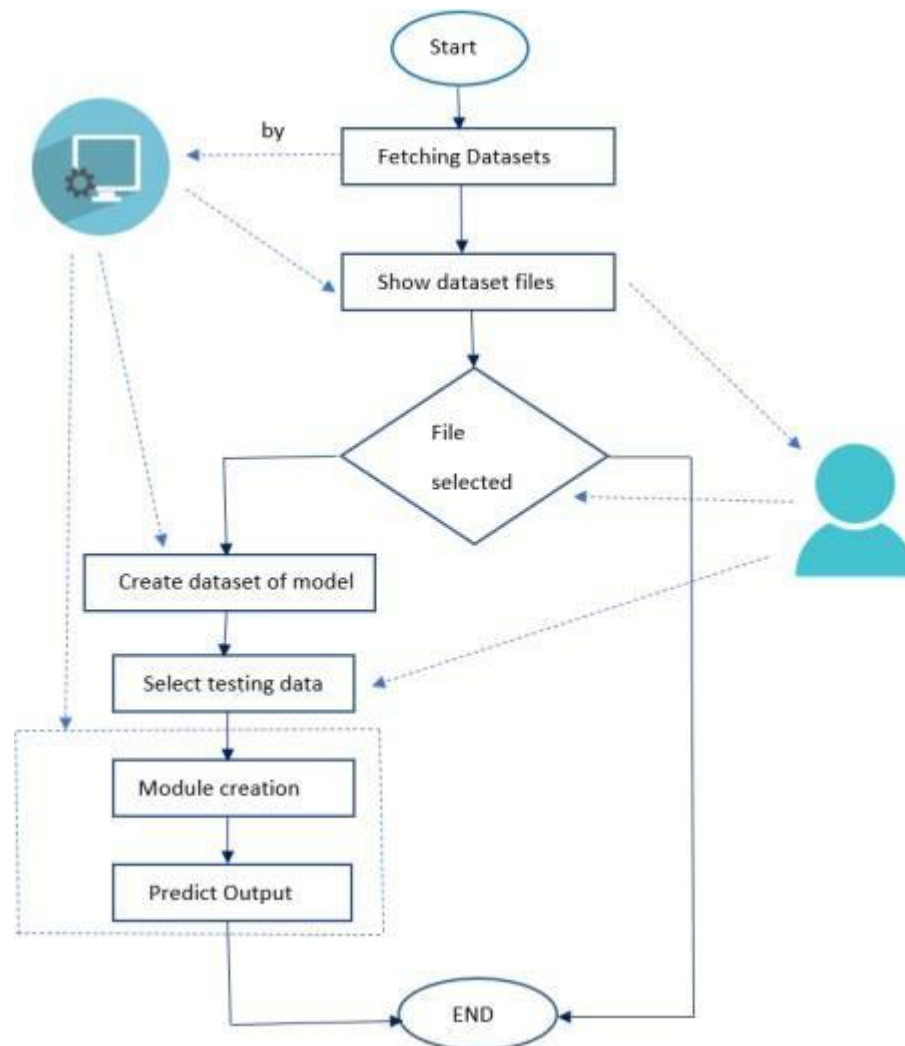 Start
by
Fetching Datasets
Show dataset files
File
selected
Create dataset of model
Select testing data
Module creation
Predict Output
END